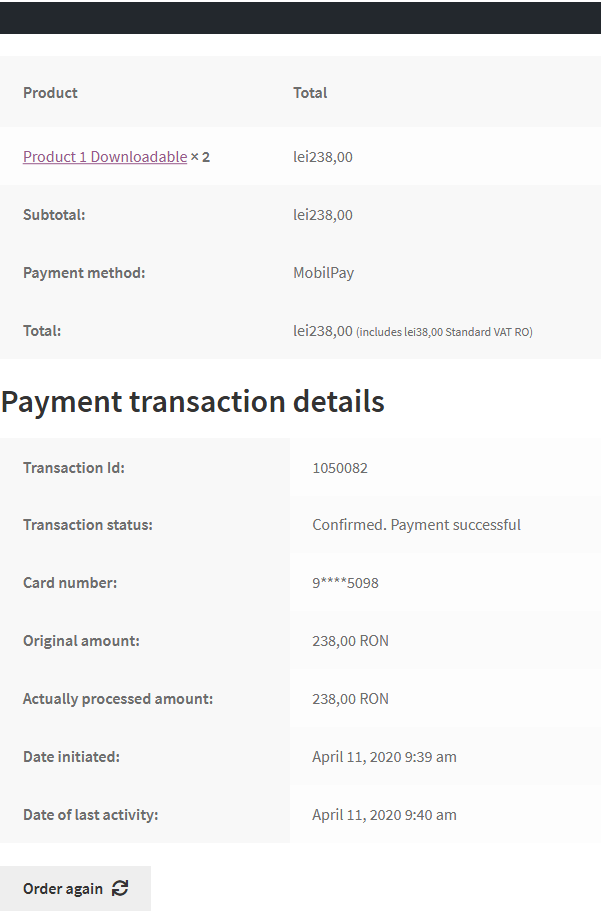 Product Total
Product 1 Downloadable × 2 lei238,00
Subtotal: lei238,00
Payment method: MobilPay
Total: lei238,00 (includes lei38,00 Standard VAT RO)
Payment transaction details
Transaction Id: 1050082
Transaction status: Confirmed. Payment successful
Card number: 9****5098
Original amount: 238,00 RON
Actually processed amount: 238,00 RON
Date initiated: April 11, 2020 9:39 am
Date of last activity: April 11, 2020 9:40 am
Order again